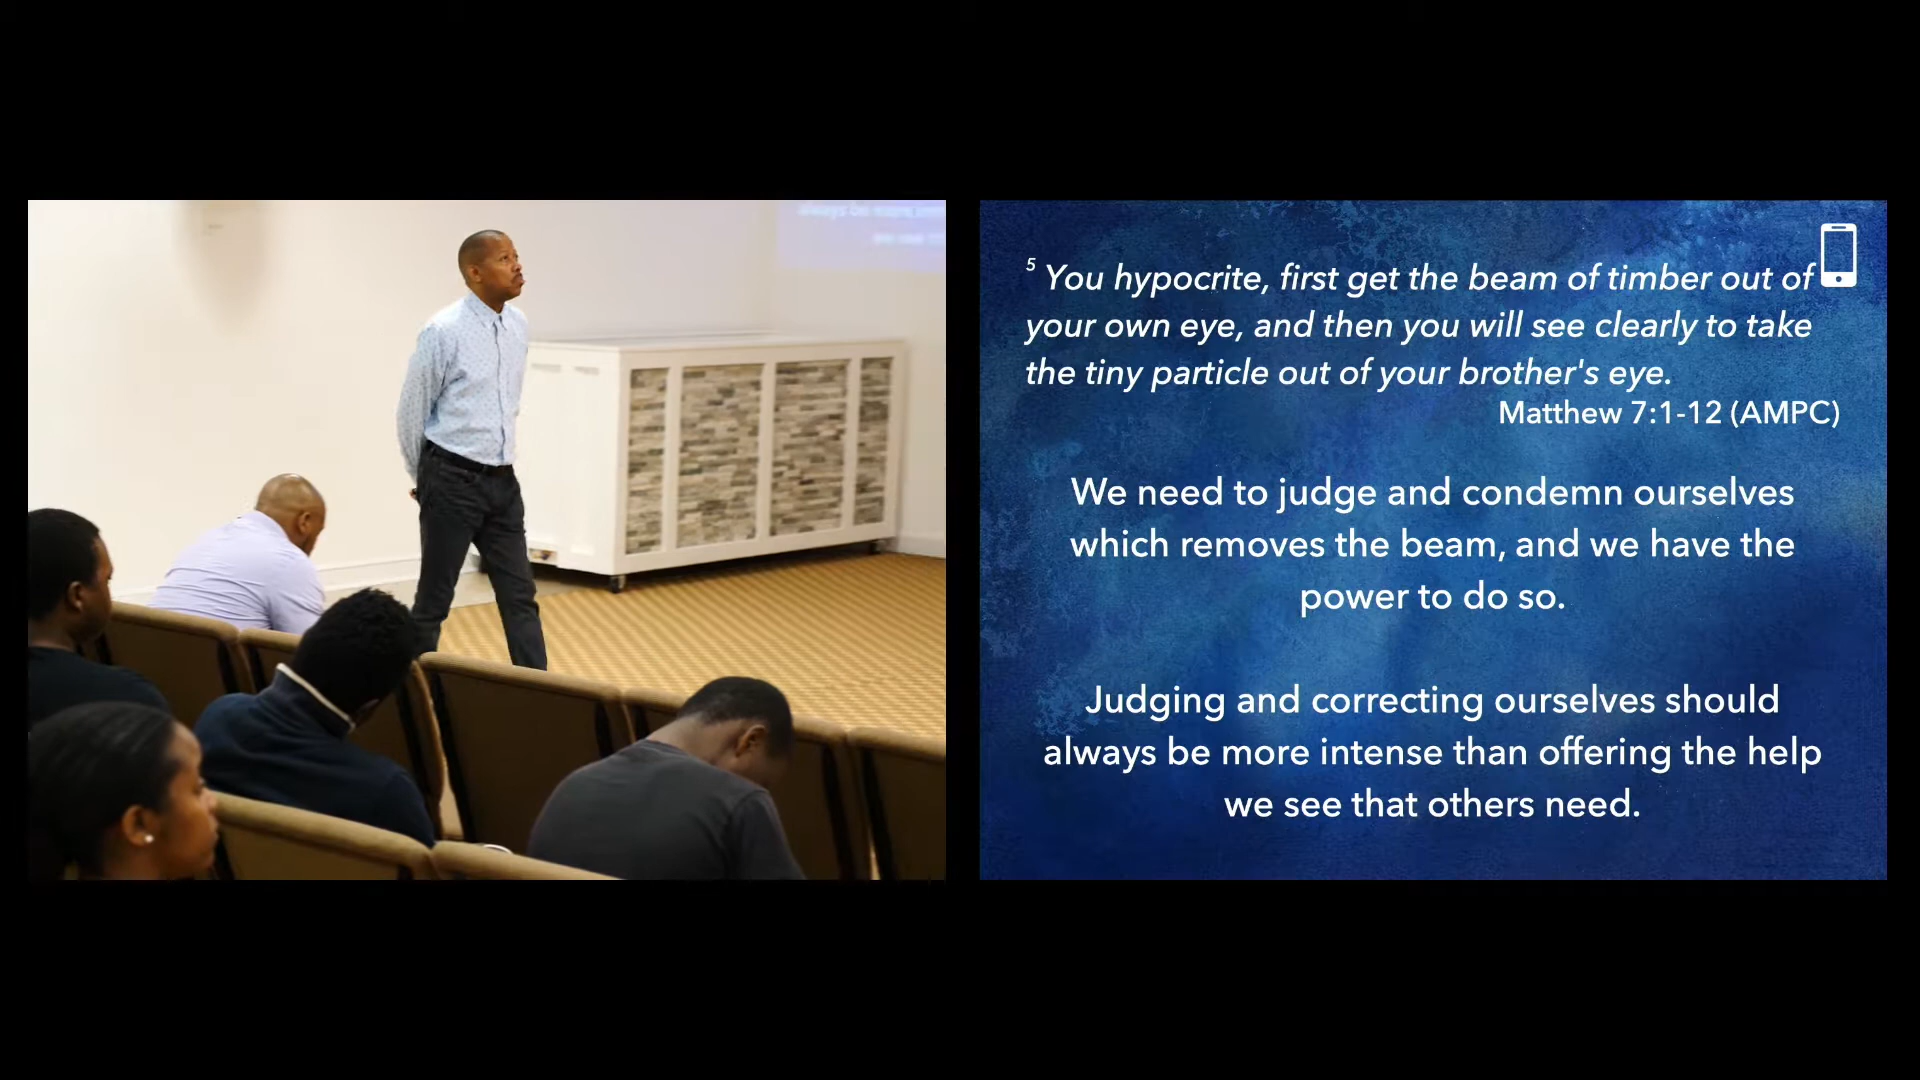 5 You hypocrite, first get the beam of timber out of
your own eye, and then you will see clearly to take
the tiny particle out of your brother's eye.
Matthew 7:1-12 (AMPC)
We need to judge and condemn ourselves
which removes the beam, and we have the
power to do so.
Judging and correcting ourselves should
always be more intense than offering the help
we see that others need.
always be more